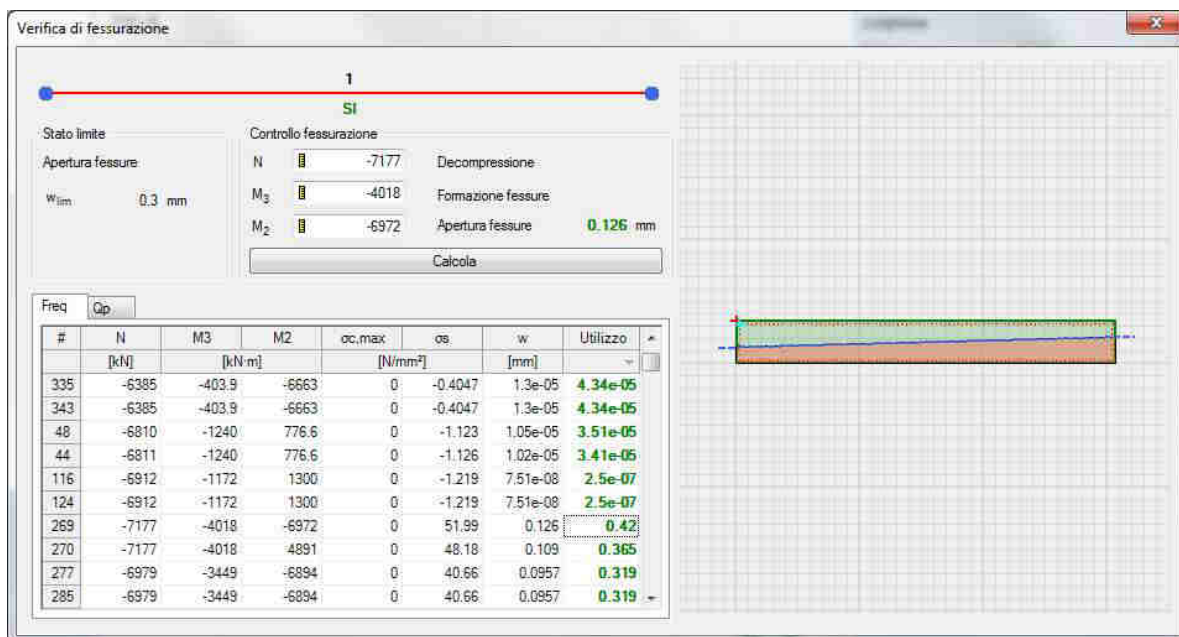 Verifica di fessurazione
1
SI
Stato limite
Apertura fessure
wlim 0.3 mm
Controllo fessurazione
N -7177 Decompressione
M3 -4018 Formazione fessure
M2 -6972 Apertura fessure 0.126 mm
Calcola
Freq Qp
# N M3 M2 σc,max σs w Utilizzo
[kN] [kN·m] [N/mm²] [mm]
335 -6385 -403.9 -6663 0 -0.4047 1.3e-05 4.34e-05
343 -6385 -403.9 -6663 0 -0.4047 1.3e-05 4.34e-05
48 -6810 -1240 776.6 0 -1.123 1.05e-05 3.51e-05
44 -6811 -1240 776.6 0 -1.126 1.02e-05 3.41e-05
116 -6912 -1172 1300 0 -1.219 7.51e-08 2.5e-07
124 -6912 -1172 1300 0 -1.219 7.51e-08 2.5e-07
269 -7177 -4018 -6972 0 51.99 0.126 0.42
270 -7177 -4018 4891 0 48.18 0.109 0.365
277 -6979 -3449 -6894 0 40.66 0.0957 0.319
285 -6979 -3449 -6894 0 40.66 0.0957 0.319